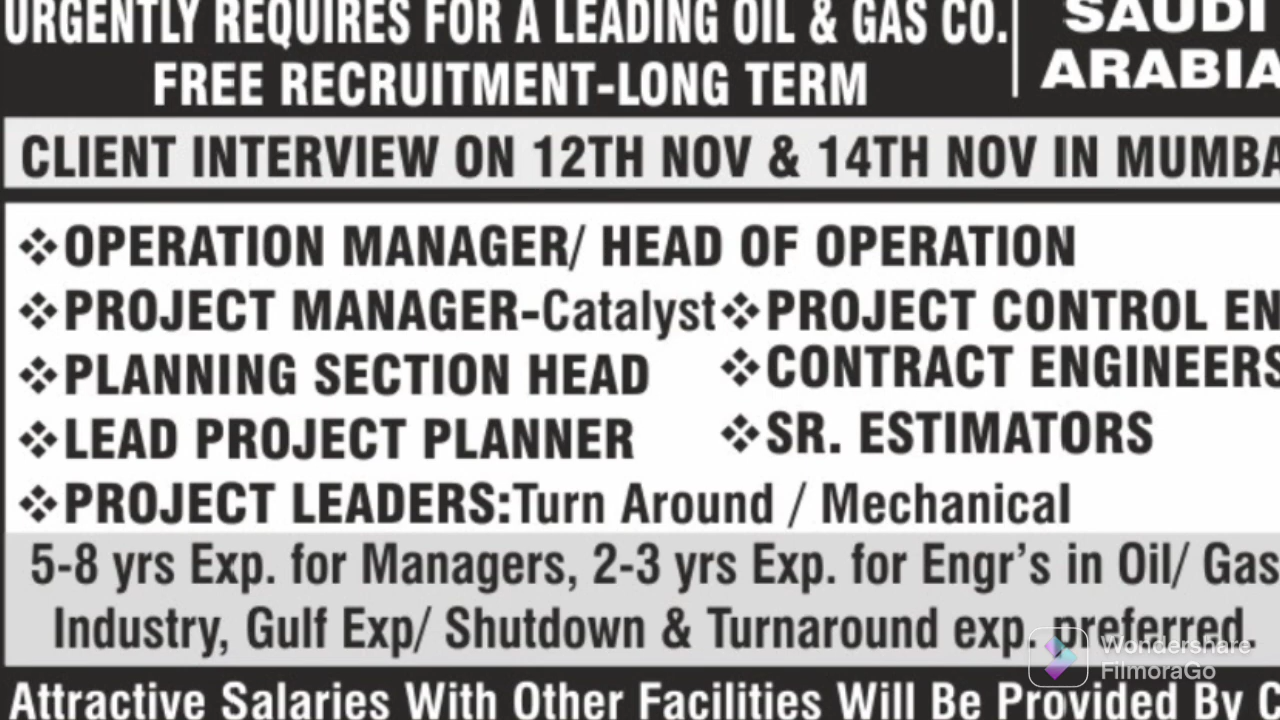 URGENTLY REQUIRES FOR A LEADING OIL & GAS CO.
FREE RECRUITMENT-LONG TERM
SAUDI
ARABIA
CLIENT INTERVIEW ON 12TH NOV & 14TH NOV IN MUMBA
❖OPERATION MANAGER/ HEAD OF OPERATION
❖PROJECT MANAGER-Catalyst ❖PROJECT CONTROL EN
❖PLANNING SECTION HEAD ❖CONTRACT ENGINEERS
❖LEAD PROJECT PLANNER ❖SR. ESTIMATORS
❖PROJECT LEADERS:Turn Around / Mechanical
5-8 yrs Exp. for Managers, 2-3 yrs Exp. for Engr's in Oil/ Gas
Industry, Gulf Exp/ Shutdown & Turnaround exp. preferred.
Wondershare
FilmoraGo
Attractive Salaries With Other Facilities Will Be Provided By C